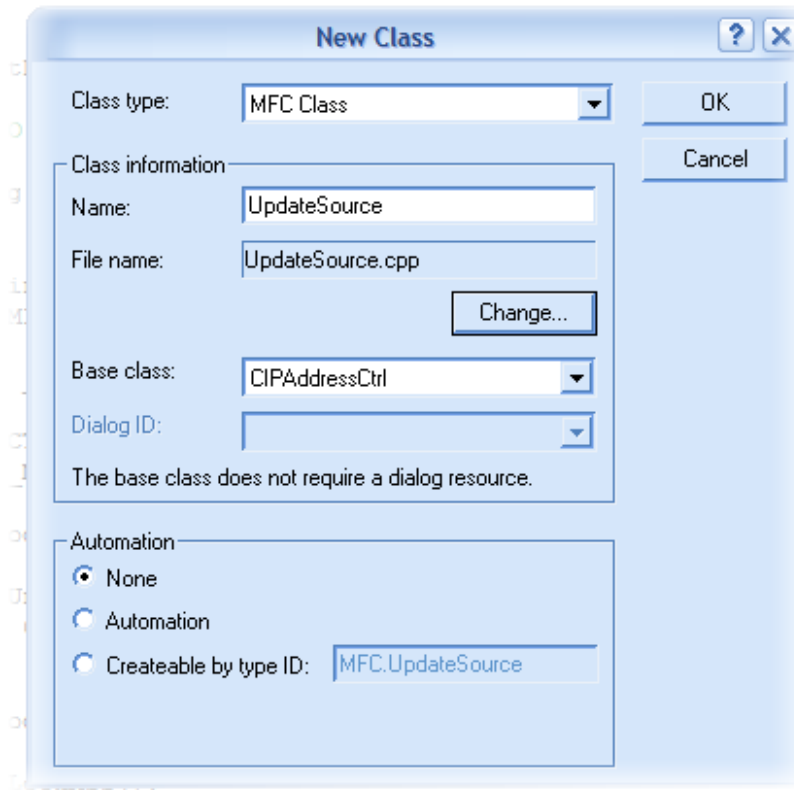 New Class
Class type: MFC Class OK
Class information Cancel
Name: UpdateSource
File name: UpdateSource.cpp
Change...
Base class: CIPAddressCtrl
Dialog ID:
The base class does not require a dialog resource.
Automation
None
Automation
Createable by type ID: MFC.UpdateSource